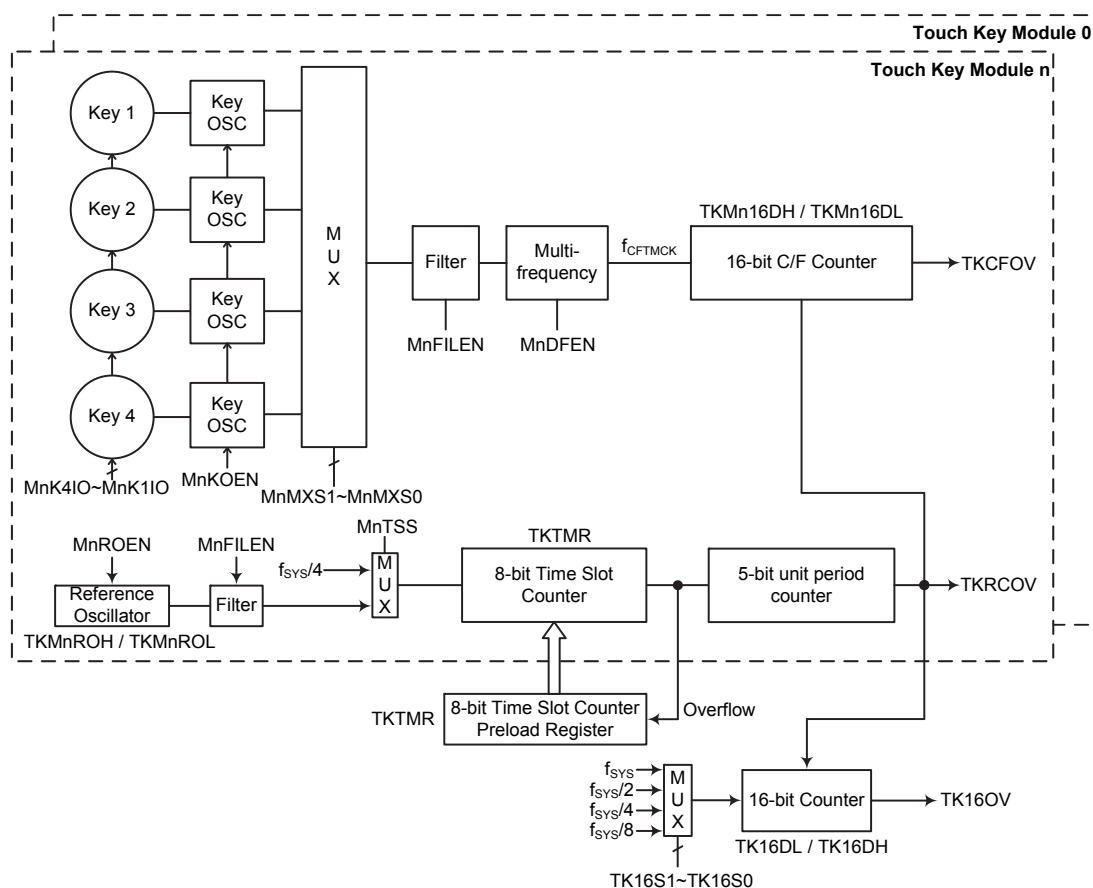 Touch Key Module 0
Touch Key Module n
Key 1
Key
OSC
Key 2
Key
OSC
Key 3
Key
OSC
Key 4
Key
OSC
M
U
X
MnK4IO~MnK1IO
MnKOEN
MnMXS1~MnMXS0
Filter
MnFILEN
Multi-
frequency
MnDFEN
fCFTMCK
TKMn16DH / TKMn16DL
16-bit C/F Counter
TKCFOV
MnROEN
MnFILEN
Reference
Oscillator
Filter
TKMnROH / TKMnROL
MnTSS
fSYS/4
M
U
X
TKTMR
8-bit Time Slot
Counter
5-bit unit period
counter
TKRCOV
TKTMR
8-bit Time Slot Counter
Preload Register
Overflow
fSYS
fSYS/2
fSYS/4
fSYS/8
M
U
X
TK16S1~TK16S0
16-bit Counter
TK16OV
TK16DL / TK16DH